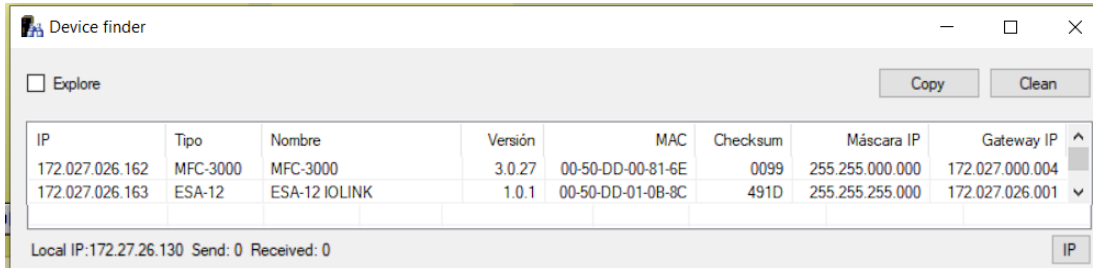 Device finder
Explore Copy Clean
IP Tipo Nombre Versión MAC Checksum Máscara IP Gateway IP
172.027.026.162 MFC-3000 MFC-3000 3.0.27 00-50-DD-00-81-6E 0099 255.255.000.000 172.027.000.004
172.027.026.163 ESA-12 ESA-12 IOLINK 1.0.1 00-50-DD-01-0B-8C 491D 255.255.255.000 172.027.026.001
Local IP:172.27.26.130 Send: 0 Received: 0 IP